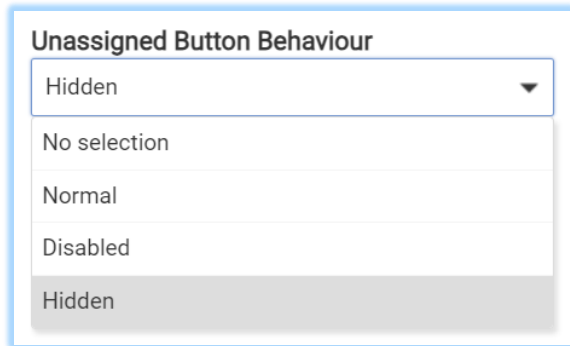 Unassigned Button Behaviour
Hidden
No selection
Normal
Disabled
Hidden